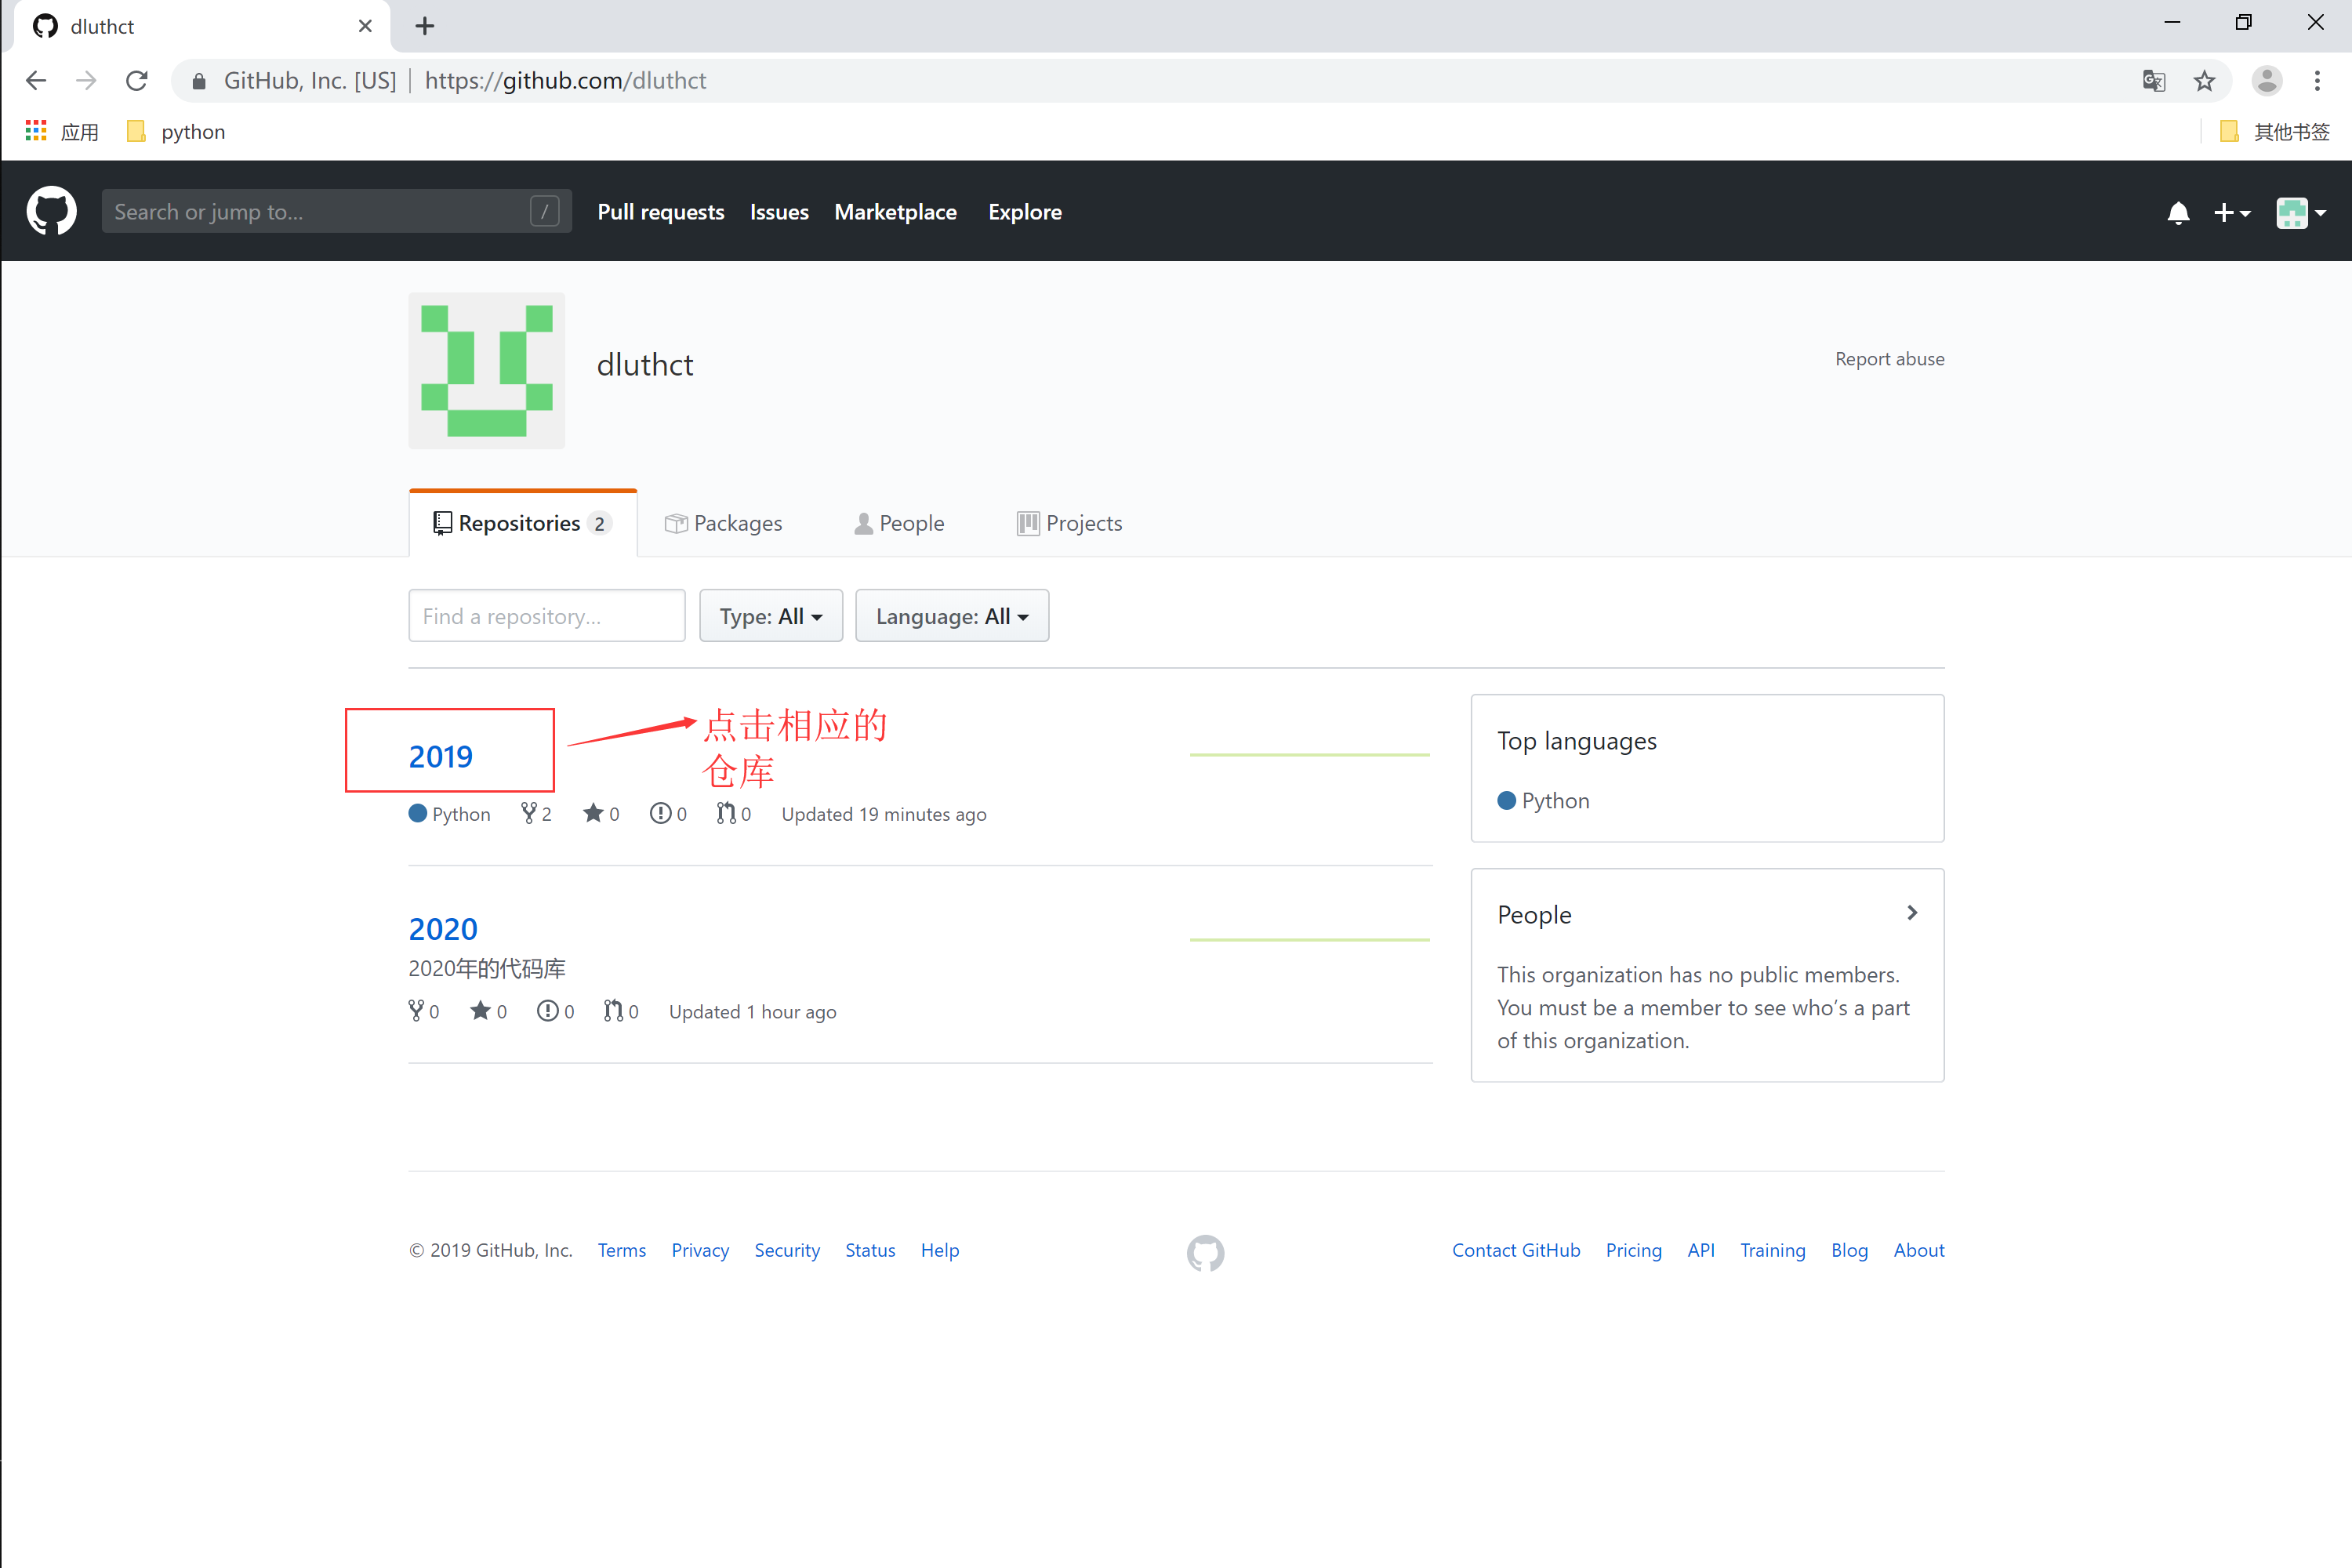 dluthct
GitHub, Inc. [US] https://github.com/dluthct
应用 python 其他书签
Search or jump to... / Pull requests Issues Marketplace Explore
dluthct
Report abuse
Repositories 2 Packages People Projects
Find a repository... Type: All Language: All
2019
点击相应的
仓库
Python 2 0 0 0 Updated 19 minutes ago
2020
2020年的代码库
0 0 0 0 Updated 1 hour ago
Top languages
Python
People
This organization has no public members.
You must be a member to see who’s a part
of this organization.
© 2019 GitHub, Inc. Terms Privacy Security Status Help Contact GitHub Pricing API Training Blog About